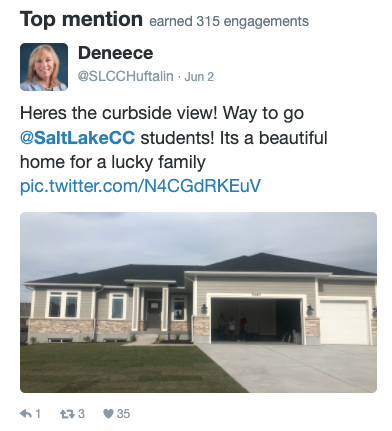 Top mention earned 315 engagements
Deneece
@SLCCHuftalin · Jun 2
Heres the curbside view! Way to go
@SaltLakeCC students! Its a beautiful
home for a lucky family
pic.twitter.com/N4CGdRKEuV
1 3 35